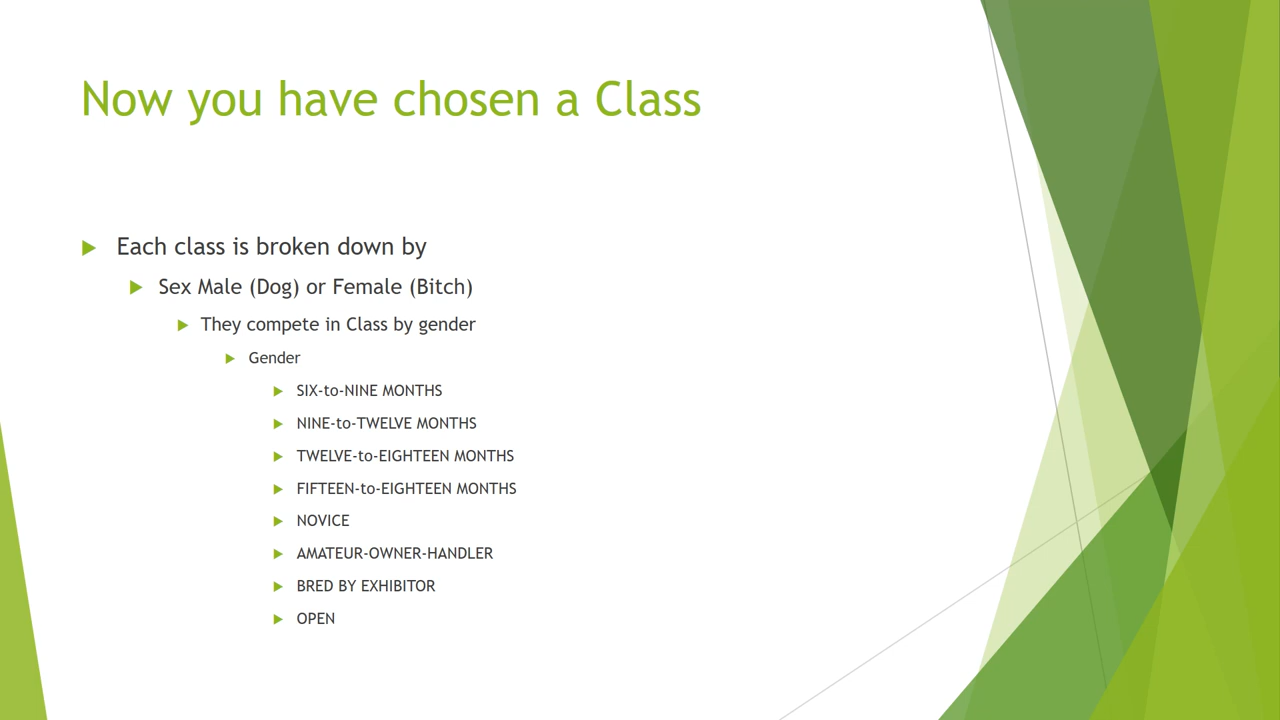 Now you have chosen a Class
Each class is broken down by
Sex Male (Dog) or Female (Bitch)
They compete in Class by gender
Gender
SIX-to-NINE MONTHS
NINE-to-TWELVE MONTHS
TWELVE-to-EIGHTEEN MONTHS
FIFTEEN-to-EIGHTEEN MONTHS
NOVICE
AMATEUR-OWNER-HANDLER
BRED BY EXHIBITOR
OPEN